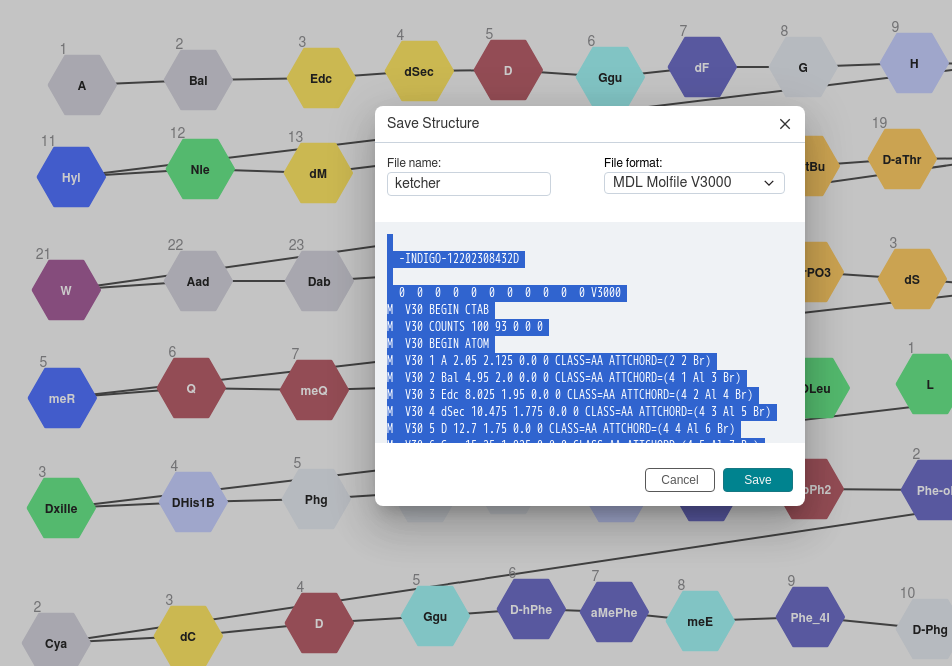 1 2 3 4 5 6 7 8 9
A Bal Edc dSec D Ggu dF G H
11 12 13 19
Hyl Nle dM tBu D-aThr
Save Structure
File name:
File format:
ketcher
MDL Molfile V3000
-INDIGO-12202308432D
0 0 0 0 0 0 0 0 0 0 0 V3000
M V30 BEGIN CTAB
M V30 COUNTS 100 93 0 0 0
M V30 BEGIN ATOM
M V30 1 A 2.05 2.125 0.0 0 CLASS=AA ATTCHORD=(2 2 Br)
M V30 2 Bal 4.95 2.0 0.0 0 CLASS=AA ATTCHORD=(4 1 Al 3 Br)
M V30 3 Edc 8.025 1.95 0.0 0 CLASS=AA ATTCHORD=(4 2 Al 4 Br)
M V30 4 dSec 10.475 1.775 0.0 0 CLASS=AA ATTCHORD=(4 3 Al 5 Br)
M V30 5 D 12.7 1.75 0.0 0 CLASS=AA ATTCHORD=(4 4 Al 6 Br)
Cancel
Save
21 22 23 3
W Aad Dab PO3 dS
5 6 7 1
meR Q meQ DLeu L
3 4 5 2
Dxille DHis1B Phg Ph2 Phe-ol
2 3 4 5 6 7 8 9 10
Cya dC D Ggu D-hPhe aMePhe meE Phe_4I D-Phg